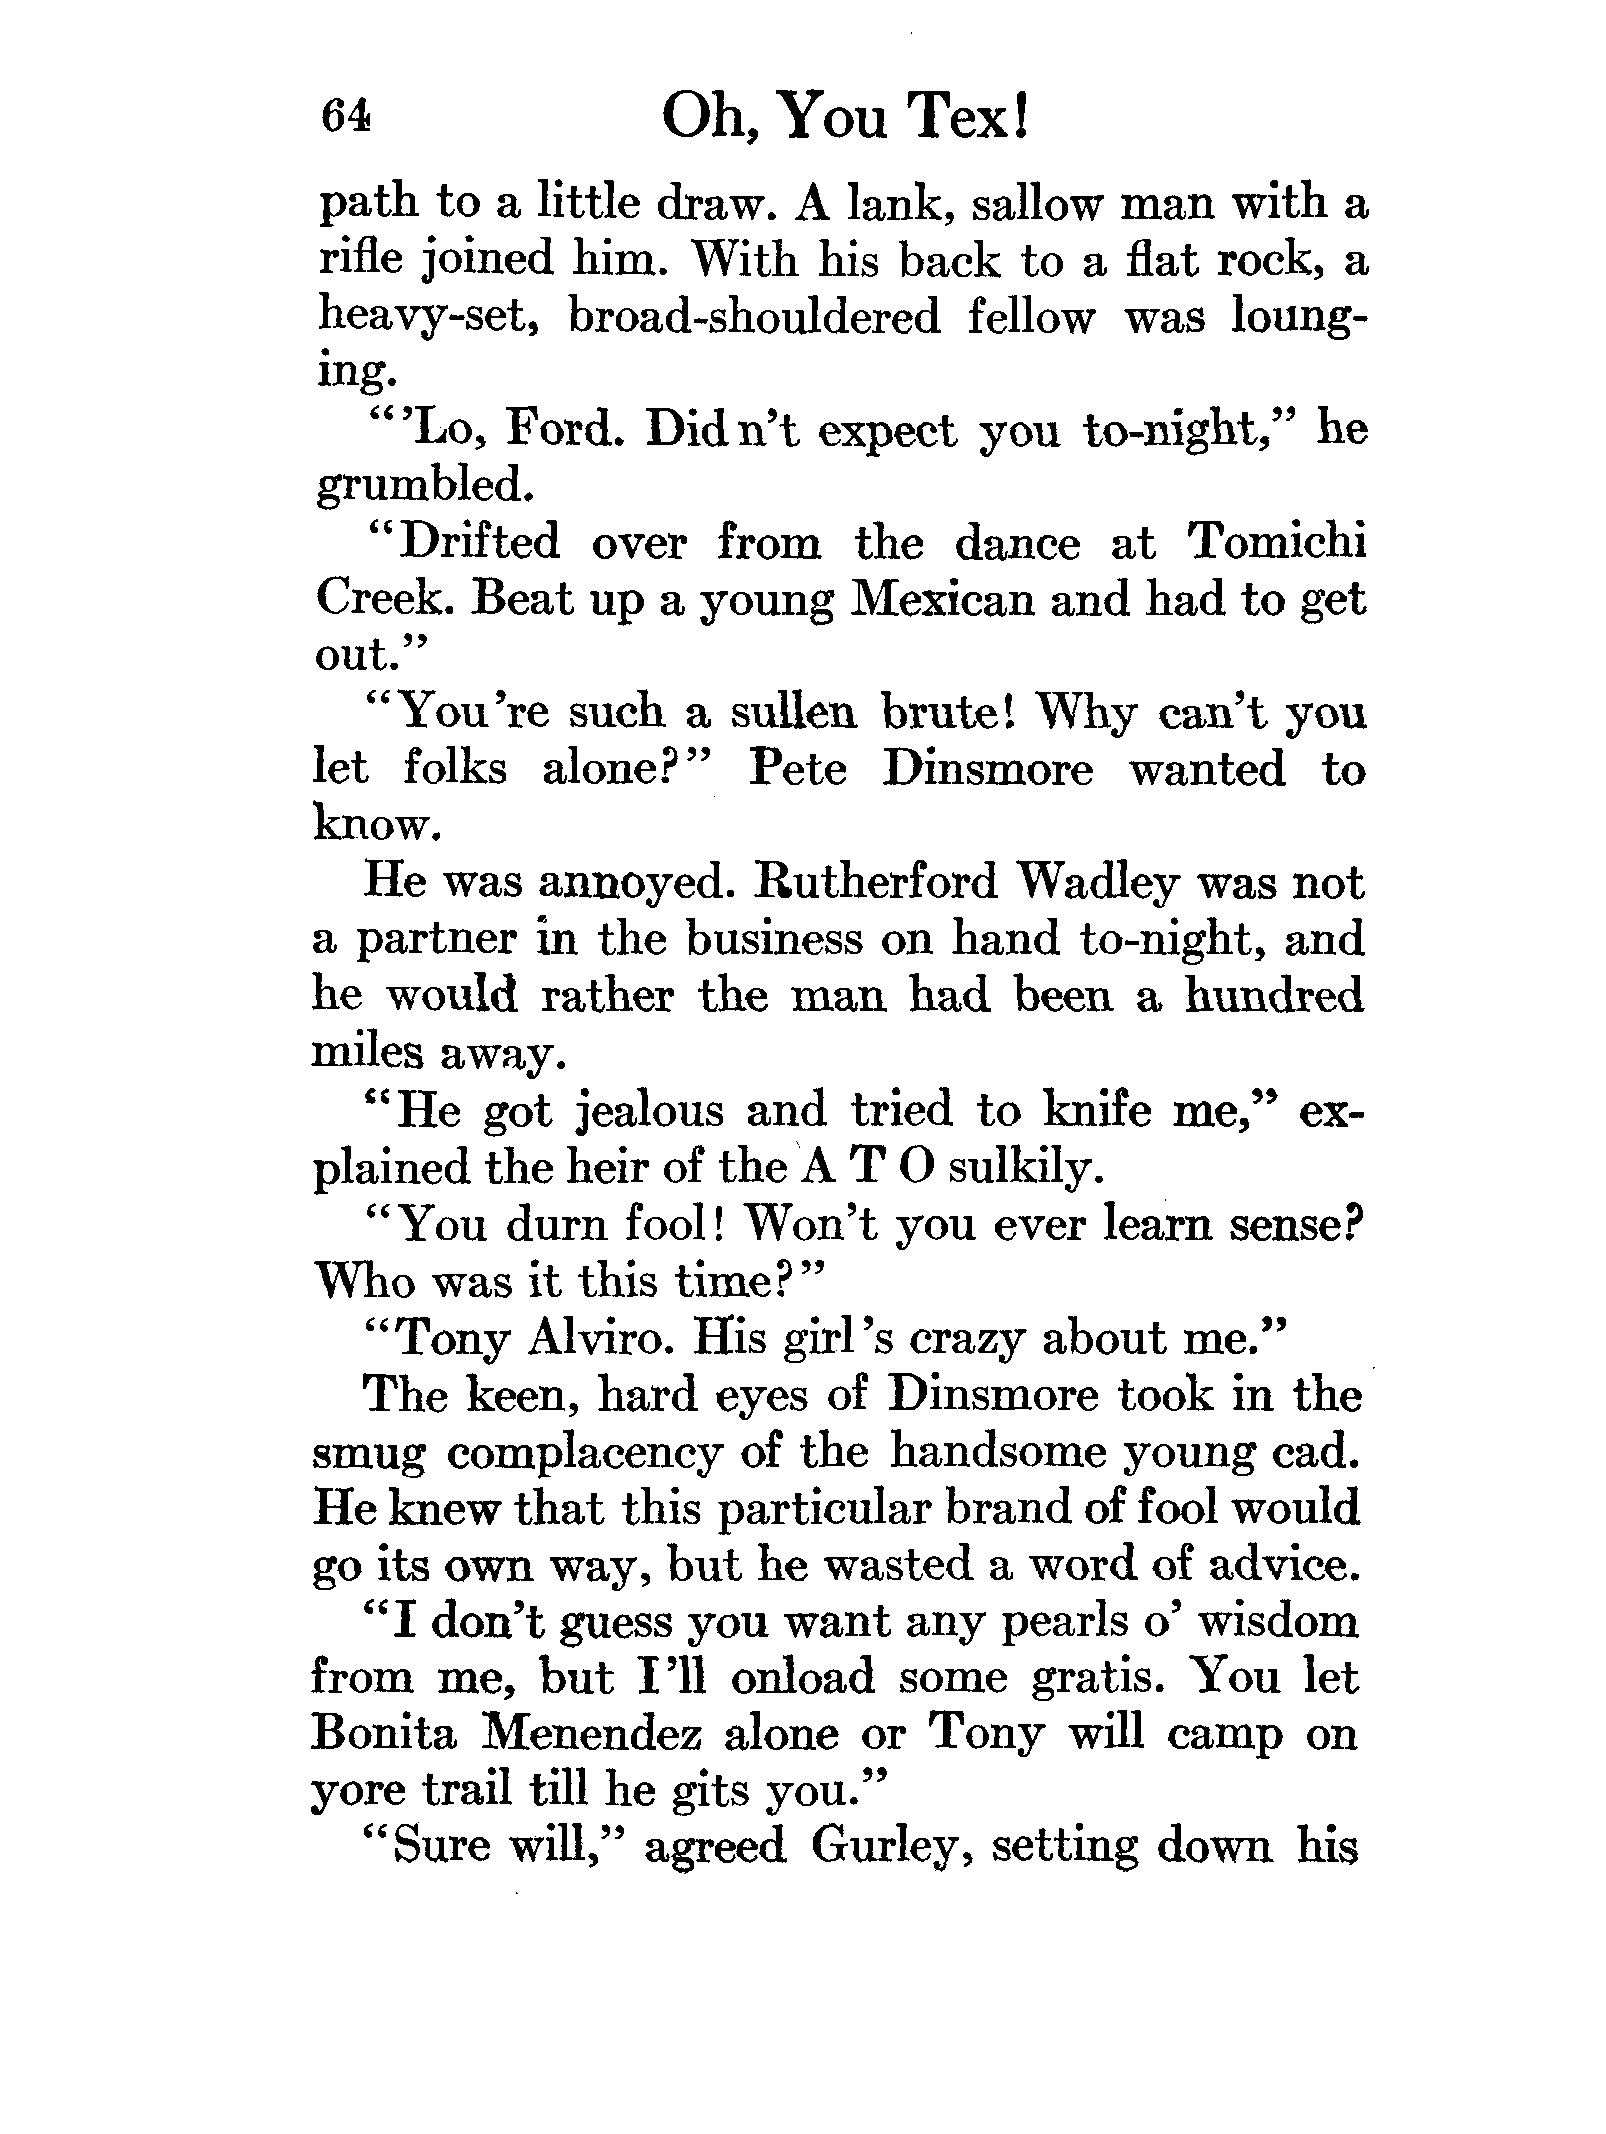 64 Oh, You Tex!
path to a little draw. A lank, sallow man with a
rifle joined him. With his back to a flat rock, a
heavy-set, broad-shouldered fellow was loung-
ing.
“’Lo, Ford. Didn’t expect you to-night,” he
grumbled.
“Drifted over from the dance at Tomichi
Creek. Beat up a young Mexican and had to get
out.”
“You’re such a sullen brute! Why can’t you
let folks alone?” Pete Dinsmore wanted to
know.
He was annoyed. Rutherford Wadley was not
a partner in the business on hand to-night, and
he would rather the man had been a hundred
miles away.
“He got jealous and tried to knife me,” ex-
plained the heir of the A T O sulkily.
“You durn fool! Won’t you ever learn sense?
Who was it this time?”
“Tony Alviro. His girl’s crazy about me.”
The keen, hard eyes of Dinsmore took in the
smug complacency of the handsome young cad.
He knew that this particular brand of fool would
go its own way, but he wasted a word of advice.
“I don’t guess you want any pearls o’ wisdom
from me, but I’ll onload some gratis. You let
Bonita Menendez alone or Tony will camp on
yore trail till he gits you.”
“Sure will,” agreed Gurley, setting down his